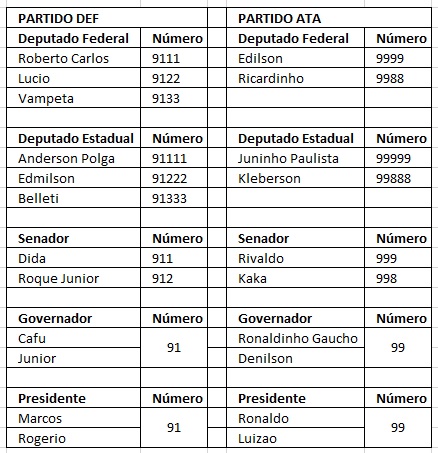 PARTIDO DEF PARTIDO ATA
Deputado Federal Número Deputado Federal Número
Roberto Carlos 9111 Edilson 9999
Lucio 9122 Ricardinho 9988
Vampeta 9133
Deputado Estadual Número Deputado Estadual Número
Anderson Polga 91111 Juninho Paulista 99999
Edmilson 91222 Kleberson 99888
Belleti 91333
Senador Número Senador Número
Dida 911 Rivaldo 999
Roque Junior 912 Kaka 998
Governador Número Governador Número
Cafu 91 Ronaldinho Gaucho 99
Junior Denilson
Presidente Número Presidente Número
Marcos 91 Ronaldo 99
Rogerio Luizao